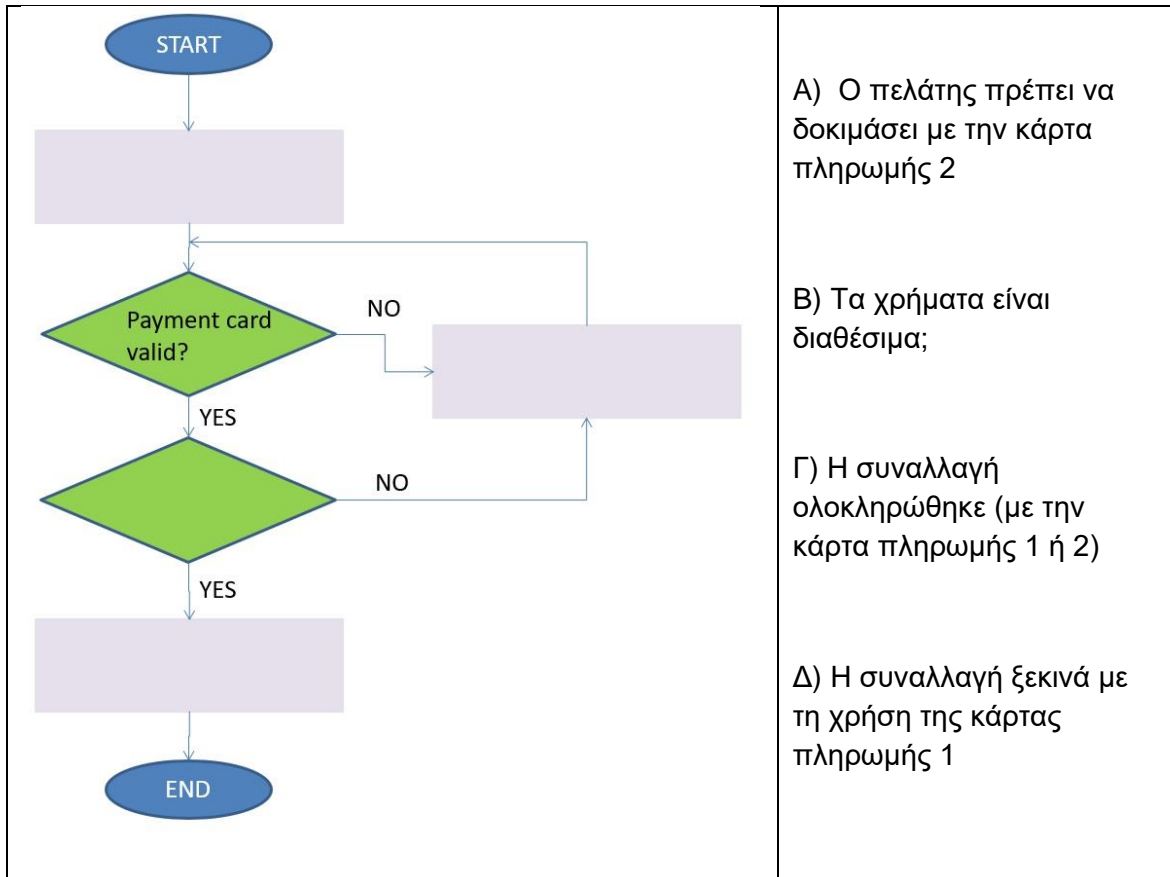 START
Payment card
valid?
NO
YES
NO
YES
END
Α) Ο πελάτης πρέπει να
δοκιμάσει με την κάρτα
πληρωμής 2
Β) Τα χρήματα είναι
διαθέσιμα;
Γ) Η συναλλαγή
ολοκληρώθηκε (με την
κάρτα πληρωμής 1 ή 2)
Δ) Η συναλλαγή ξεκινά με
τη χρήση της κάρτας
πληρωμής 1